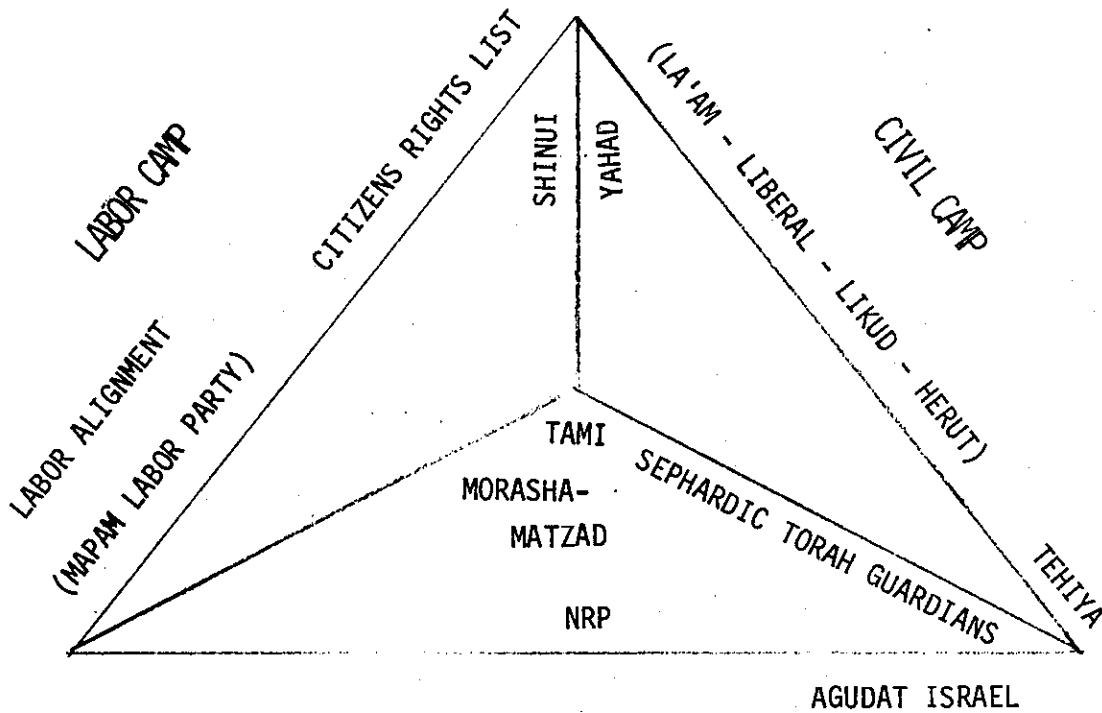 LABOR CAMP
CITIZENS RIGHTS LIST
LABOR ALIGNMENT
(MAPAM LABOR PARTY)
SHINUI
YAHAD
(LA'AM - LIBERAL - LIKUD - HERUT)
CIVIL CAMP
TEHIYA
TAMI
MORASHA-
MATZAD
NRP
SEPHARDIC TORAH GUARDIANS
AGUDAT ISRAEL